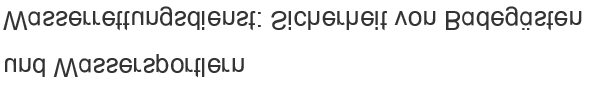 Wasserrettungsdienst: Sicherheit von Badegästen
und Wassersportlern